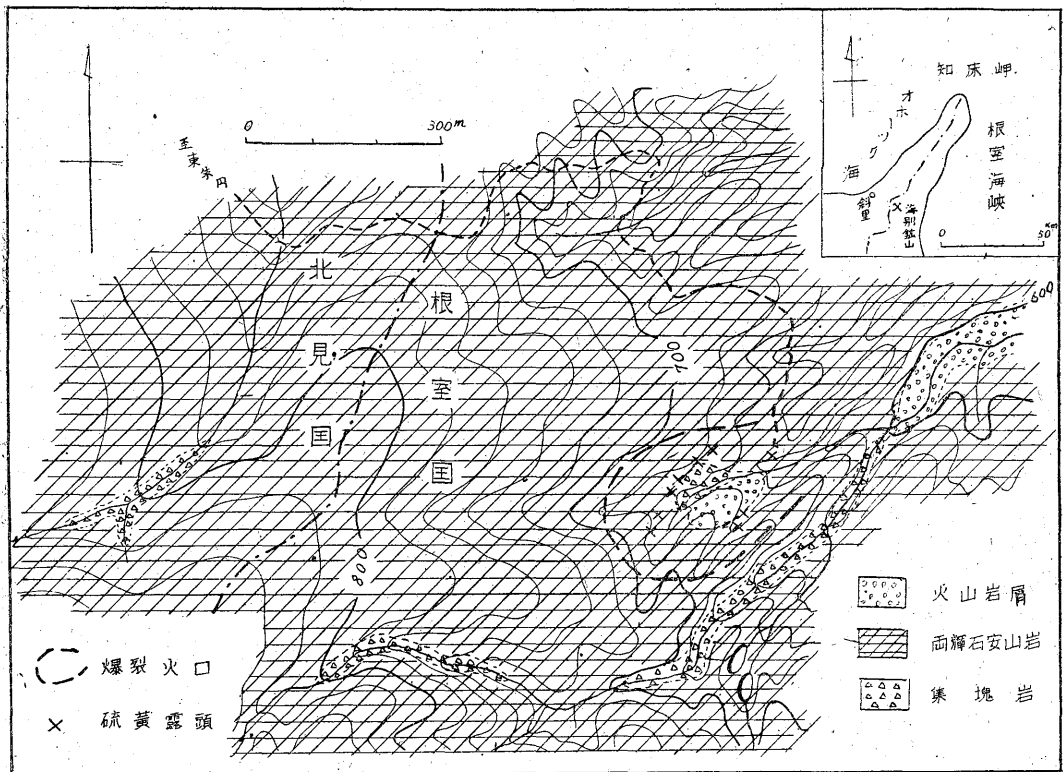 知床岬
オホーツク海
根室海峡
斜里
海別鉱山
0 50km
0 300m
至東朱円
北見国
根室国
600
700
800
爆裂火口
× 硫黄露頭
火山岩屑
両輝石安山岩
集塊岩